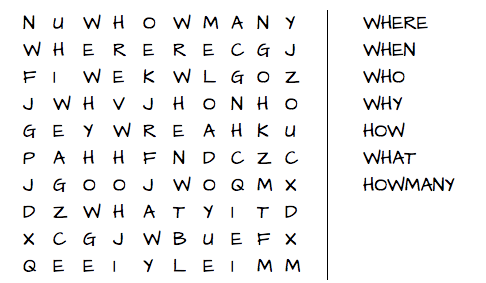 N U W H O W M A N Y
W H E R E R E C G J
F I W E K W L G O Z
J W H V J H O N H O
G E Y W R E A H K U
P A H H F N D C Z C
J G O O J W O Q M X
D Z W H A T Y I T D
X C G J W B U E F X
Q E E I Y L E I M M
WHERE
WHEN
WHO
WHY
HOW
WHAT
HOWMANY